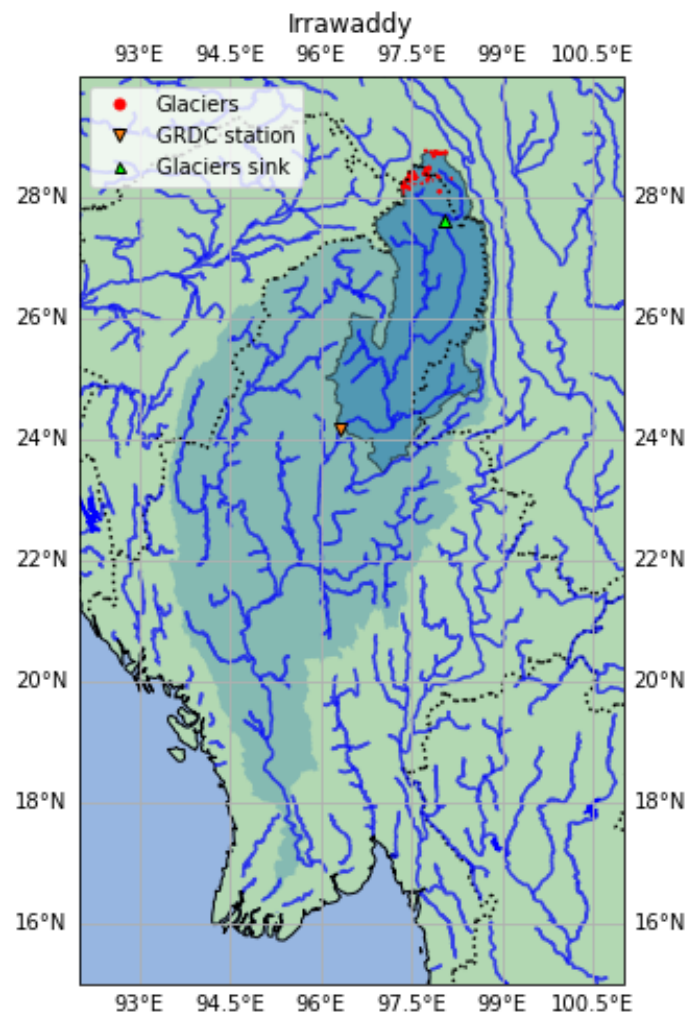 Irrawaddy
93°E 94.5°E 96°E 97.5°E 99°E 100.5°E
Glaciers
GRDC station
Glaciers sink
28°N 28°N
26°N 26°N
24°N 24°N
22°N 22°N
20°N 20°N
18°N 18°N
16°N 16°N
93°E 94.5°E 96°E 97.5°E 99°E 100.5°E